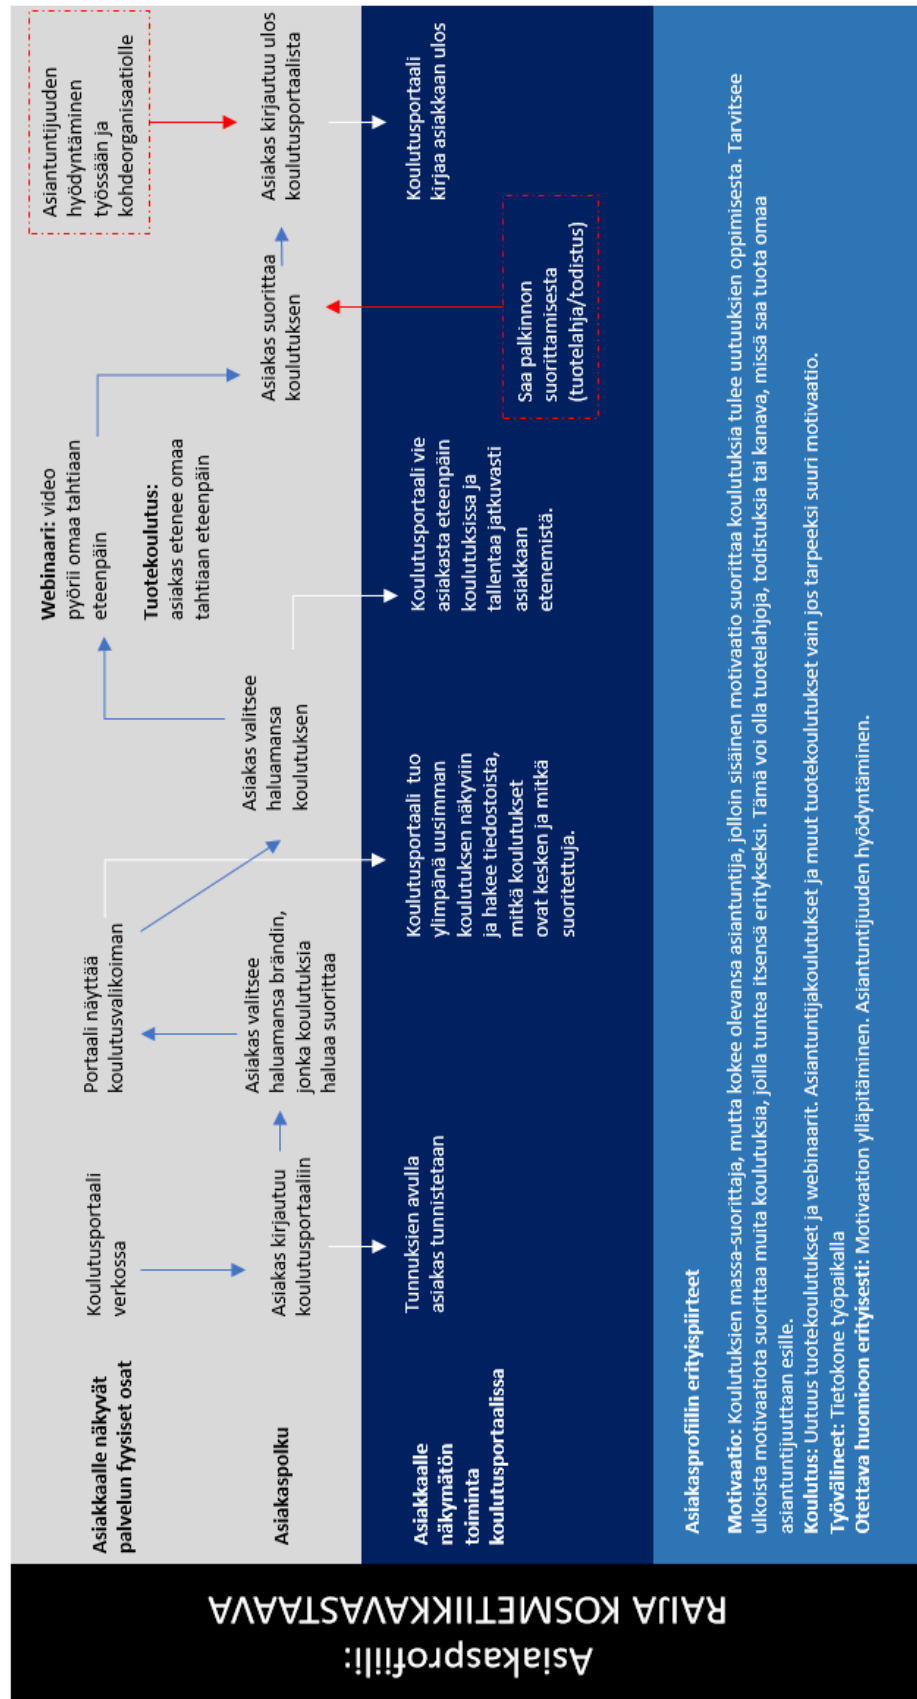 Asiakasprofiili:
RAIJA KOSMETIIKKAVASTAAVA
Asiakkaalle näkyvät
palvelun fyysiset osat
Koulutusportaali
verkossa
Portaali näyttää
koulutusvalikoiman
Webinaari: video
pyörii omaa tahtiaan
eteenpäin
Tuotekoulutus:
asiakas etenee omaa
tahtiaan eteenpäin
Asiantuntijuuden
hyödyntäminen
työssään ja
kohdeorganisaatiolle
Asiakaspolku
Asiakas kirjautuu
koulutusportaaliin
Asiakas valitsee
haluamansa brändin,
jonka koulutuksia
haluaa suorittaa
Asiakas valitsee
haluamansa
koulutuksen
Asiakas suorittaa
koulutuksen
Asiakas kirjautuu ulos
koulutusportaalista
Asiakkaalle
näkymätön
toiminta
koulutusportaalissa
Tunnuksien avulla
asiakas tunnistetaan
Koulutusportaali tuo
ylimpänä uusimman
koulutuksen näkyviin
ja hakee tiedostoista,
mitkä koulutukset
ovat kesken ja mitkä
suoritettuja.
Koulutusportaali vie
asiakasta eteenpäin
koulutuksissa ja
tallentaa jatkuvasti
asiakkaan
etenemistä.
Saa palkinnon
suorittamisesta
(tuotelahja/todistus)
Koulutusportaali
kirjaa asiakkaan ulos
Asiakasprofiilin erityispiirteet
Motivaatio: Koulutuksien massa-suorittaja, mutta kokee olevansa asiantuntija, jolloin sisäinen motivaatio suorittaa koulutuksia tulee uutuuksien oppimisesta. Tarvitsee
ulkoista motivaatiota suorittaa muita koulutuksia, joilla tuntea itsensä erityiseksi. Tämä voi olla tuotelahjoja, todistuksia tai kanava, missä saa tuota omaa
asiantuntijuuttaan esille.
Koulutus: Uutuus tuotekoulutukset ja webinaarit. Asiantuntijakoulutukset ja muut tuotekoulutukset vain jos tarpeeksi suuri motivaatio.
Työvälineet: Tietokone työpaikalla
Otettava huomioon erityisesti: Motivaation ylläpitäminen. Asiantuntijuuden hyödyntäminen.